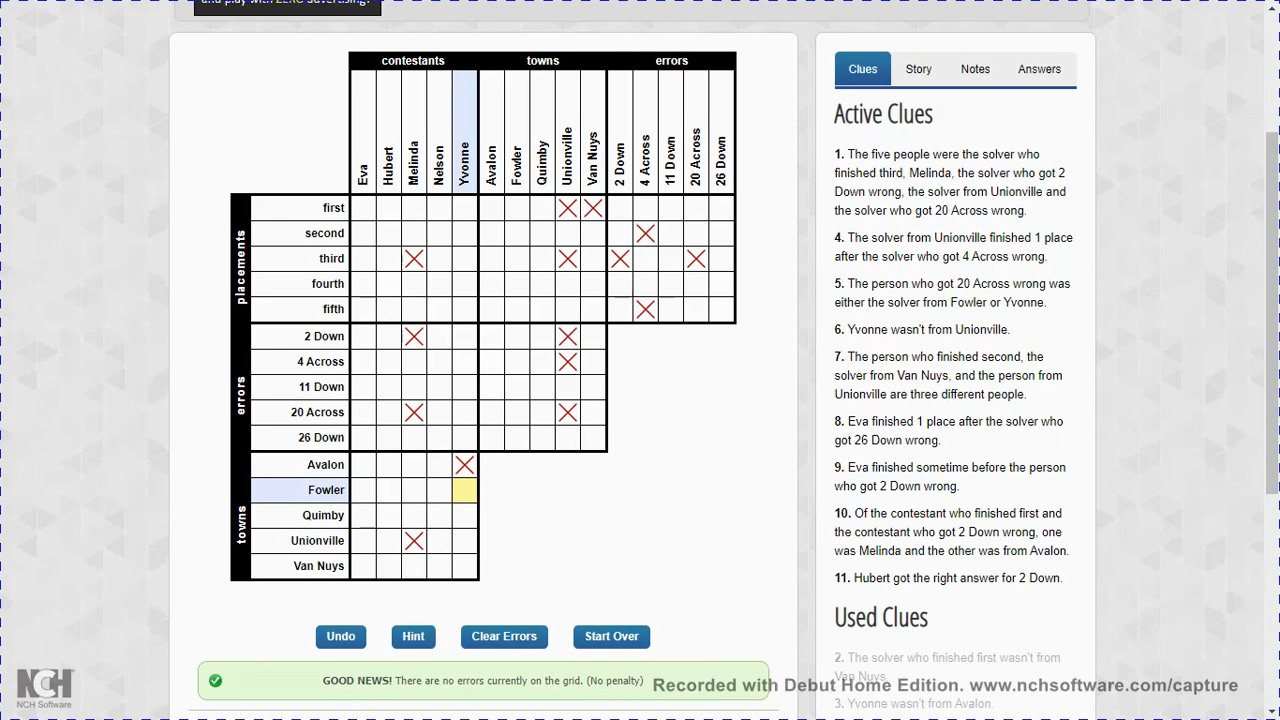 and play with ZERO advertising!
contestants towns errors
Eva Hubert Melinda Nelson Yvonne Avalon Fowler Quimby Unionville Van Nuys 2 Down 4 Across 11 Down 20 Across 26 Down
placements
first
second
third
fourth
fifth
errors
2 Down
4 Across
11 Down
20 Across
26 Down
towns
Avalon
Fowler
Quimby
Unionville
Van Nuys
Undo Hint Clear Errors Start Over
GOOD NEWS! There are no errors currently on the grid. (No penalty)
Clues Story Notes Answers
Active Clues
1. The five people were the solver who
finished third, Melinda, the solver who got 2
Down wrong, the solver from Unionville and
the solver who got 20 Across wrong.
4. The solver from Unionville finished 1 place
after the solver who got 4 Across wrong.
5. The person who got 20 Across wrong was
either the solver from Fowler or Yvonne.
6. Yvonne wasn't from Unionville.
7. The person who finished second, the
solver from Van Nuys, and the person from
Unionville are three different people.
8. Eva finished 1 place after the solver who
got 26 Down wrong.
9. Eva finished sometime before the person
who got 2 Down wrong.
10. Of the contestant who finished first and
the contestant who got 2 Down wrong, one
was Melinda and the other was from Avalon.
11. Hubert got the right answer for 2 Down.
Used Clues
2. The solver who finished first wasn't from
Van Nuys.
3. Yvonne wasn't from Avalon.
NCH
NCH Software
Recorded with Debut Home Edition. www.nchsoftware.com/capture